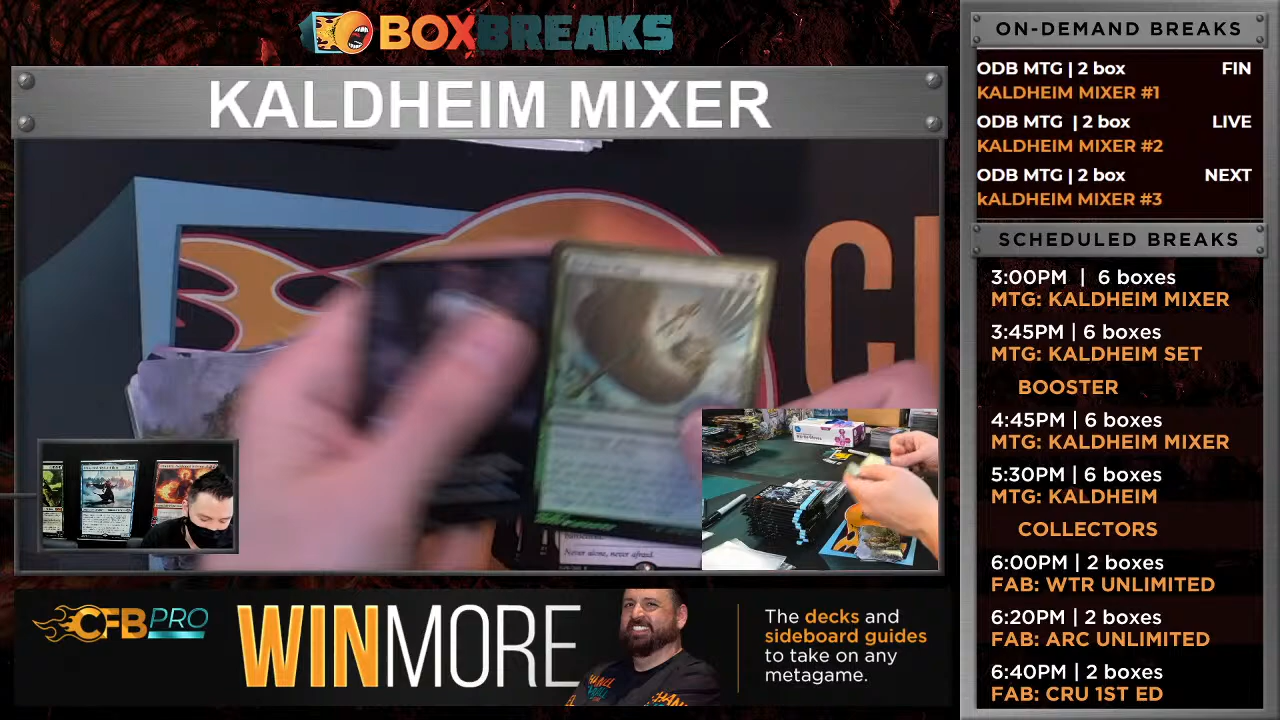 BOXBREAKS
KALDHEIM MIXER
Never alone, never afraid.
CFB PRO
WINMORE
The decks and
sideboard guides
to take on any
metagame.
ON-DEMAND BREAKS
ODB MTG | 2 box FIN
KALDHEIM MIXER #1
ODB MTG | 2 box LIVE
KALDHEIM MIXER #2
ODB MTG | 2 box NEXT
kALDHEIM MIXER #3
SCHEDULED BREAKS
3:00PM | 6 boxes
MTG: KALDHEIM MIXER
3:45PM | 6 boxes
MTG: KALDHEIM SET
BOOSTER
4:45PM | 6 boxes
MTG: KALDHEIM MIXER
5:30PM | 6 boxes
MTG: KALDHEIM
COLLECTORS
6:00PM | 2 boxes
FAB: WTR UNLIMITED
6:20PM | 2 boxes
FAB: ARC UNLIMITED
6:40PM | 2 boxes
FAB: CRU 1ST ED